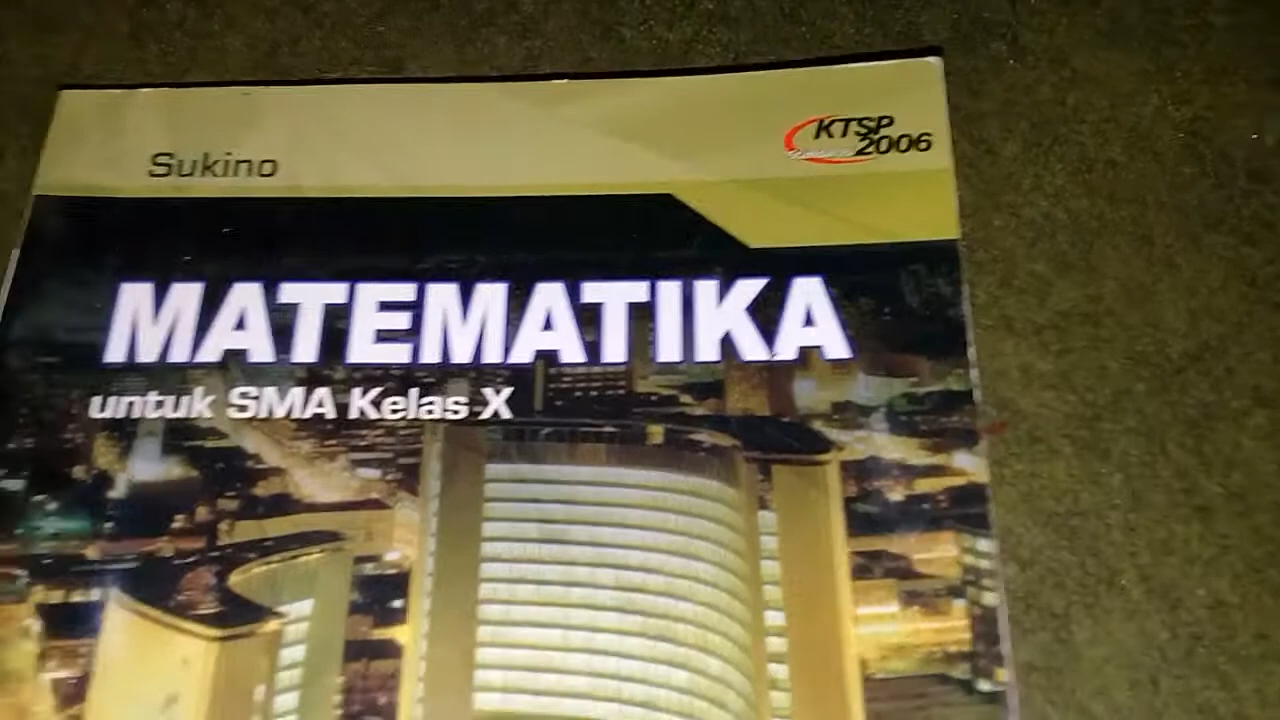 Sukino
KTSP
2006
MATEMATIKA
untuk SMA Kelas X